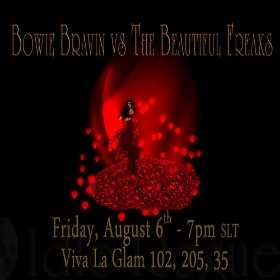 Bowie Bravin vs The Beautiful Freaks
Friday, August 6th - 7pm SLT
Viva La Glam 102, 205, 35